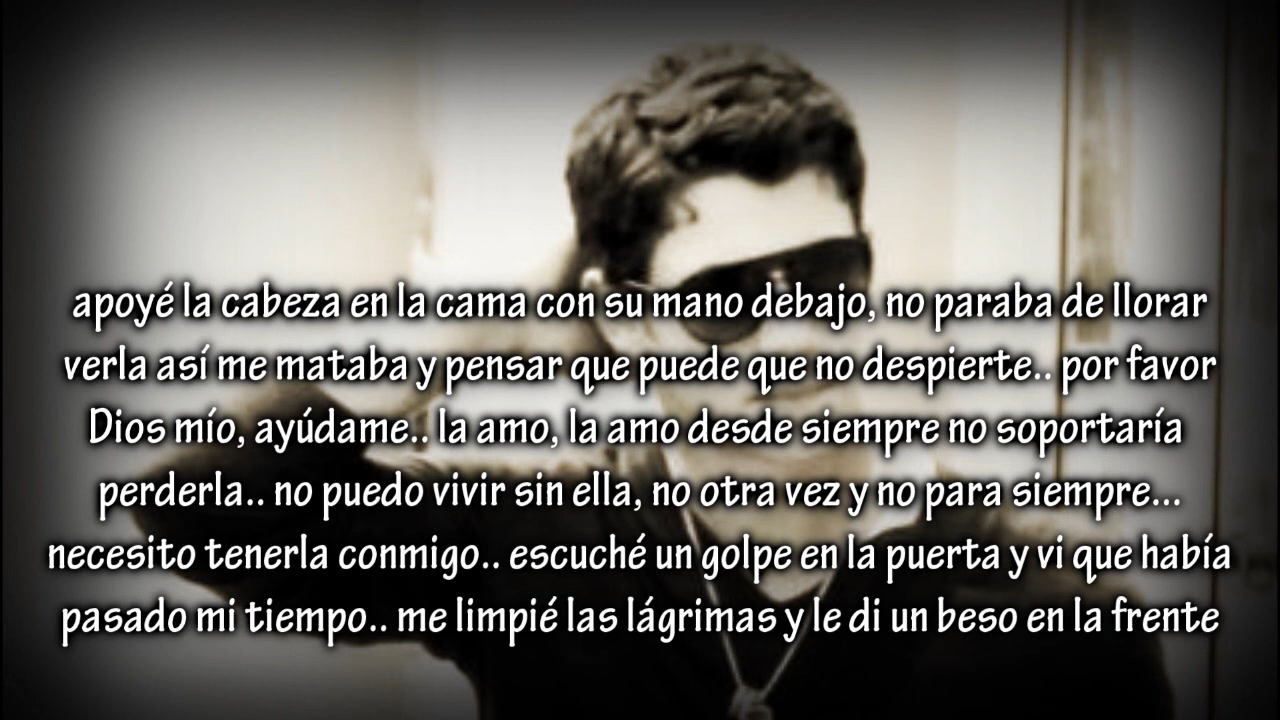 apoyé la cabeza en la cama con su mano debajo, no paraba de llorar
verla así me mataba y pensar que puede que no despierte.. por favor
Dios mío, ayúdame.. la amo, la amo desde siempre no soportaría
perderla.. no puedo vivir sin ella, no otra vez y no para siempre...
necesito tenerla conmigo.. escuché un golpe en la puerta y vi que había
pasado mi tiempo.. me limpié las lágrimas y le di un beso en la frente